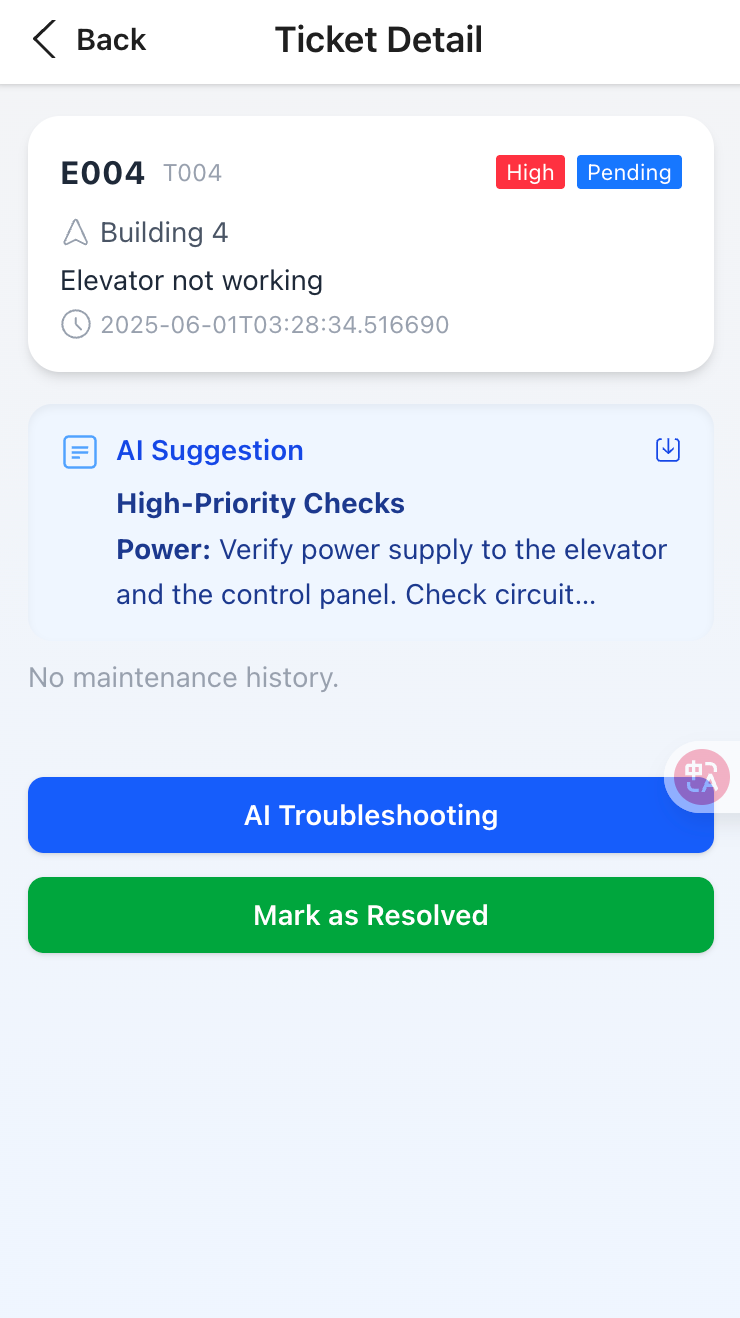 Back
Ticket Detail
E004 T004 High Pending
Building 4
Elevator not working
2025-06-01T03:28:34.516690
AI Suggestion
High-Priority Checks
Power: Verify power supply to the elevator
and the control panel. Check circuit...
No maintenance history.
中A
AI Troubleshooting
Mark as Resolved